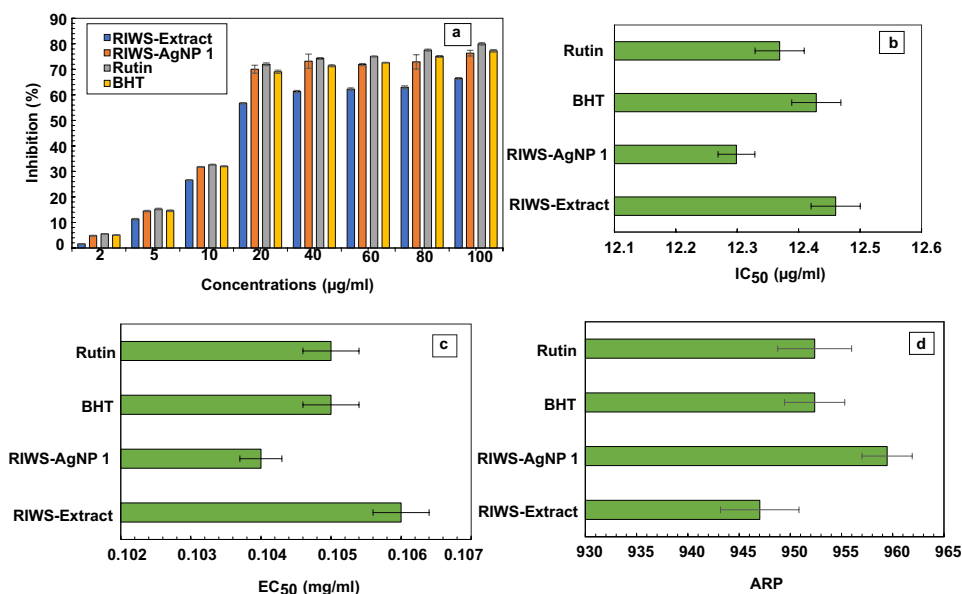 a
RIWS-Extract
RIWS-AgNP 1
Rutin
BHT
Inhibition (%)
90
80
70
60
50
40
30
20
10
0
2 5 10 20 40 60 80 100
Concentrations (µg/ml)
b
Rutin
BHT
RIWS-AgNP 1
RIWS-Extract
12.1 12.2 12.3 12.4 12.5 12.6
IC50 (µg/ml)
c
Rutin
BHT
RIWS-AgNP 1
RIWS-Extract
0.102 0.103 0.104 0.105 0.106 0.107
EC50 (mg/ml)
d
Rutin
BHT
RIWS-AgNP 1
RIWS-Extract
930 935 940 945 950 955 960 965
ARP